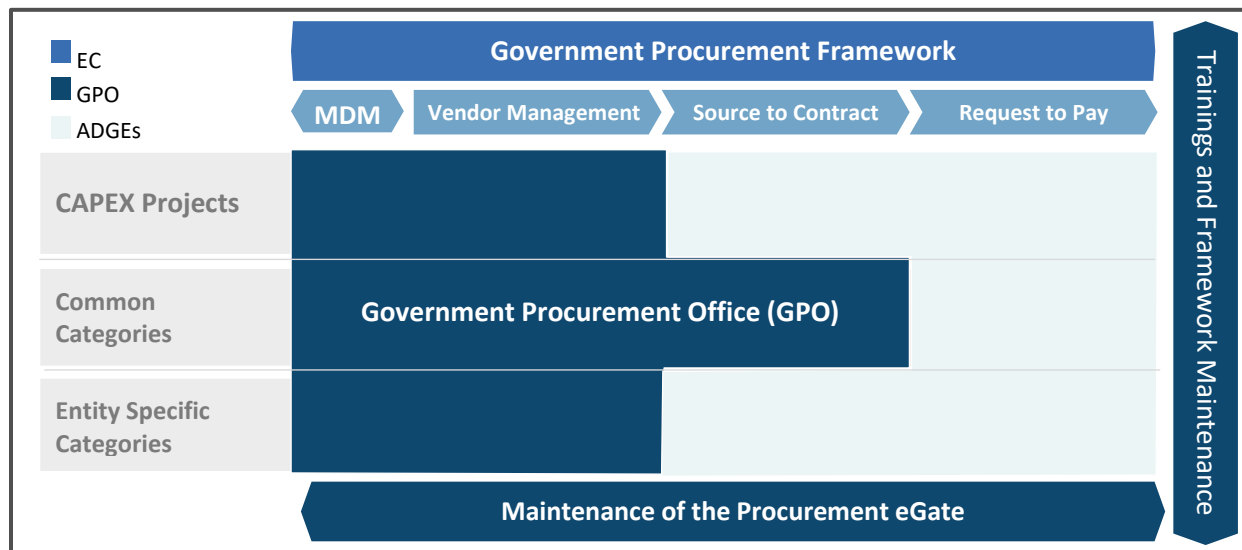 EC
GPO
ADGEs
Government Procurement Framework
MDM
Vendor Management
Source to Contract
Request to Pay
CAPEX Projects
Common
Categories
Government Procurement Office (GPO)
Entity Specific
Categories
Maintenance of the Procurement eGate
Trainings and Framework Maintenance